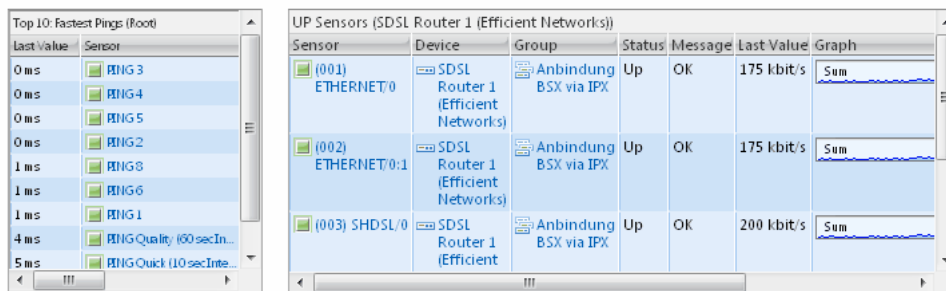 Top 10: Fastest Pings (Root)
Last Value Sensor
0 ms PING 3
0 ms PING 4
0 ms PING 5
0 ms PING 2
1 ms PING 8
1 ms PING 6
1 ms PING 1
4 ms PING Quality (60 sec In...
5 ms PING Quick (10 sec Inte...
UP Sensors (SDSL Router 1 (Efficient Networks))
Sensor Device Group Status Message Last Value Graph
(001) SDSL Anbindung Up OK 175 kbit/s Sum
ETHERNET/0 Router 1 BSX via IPX
(Efficient
Networks)
(002) SDSL Anbindung Up OK 175 kbit/s Sum
ETHERNET/0:1 Router 1 BSX via IPX
(Efficient
Networks)
(003) SHDSL/0 SDSL Anbindung Up OK 200 kbit/s Sum
Router 1 BSX via IPX
(Efficient